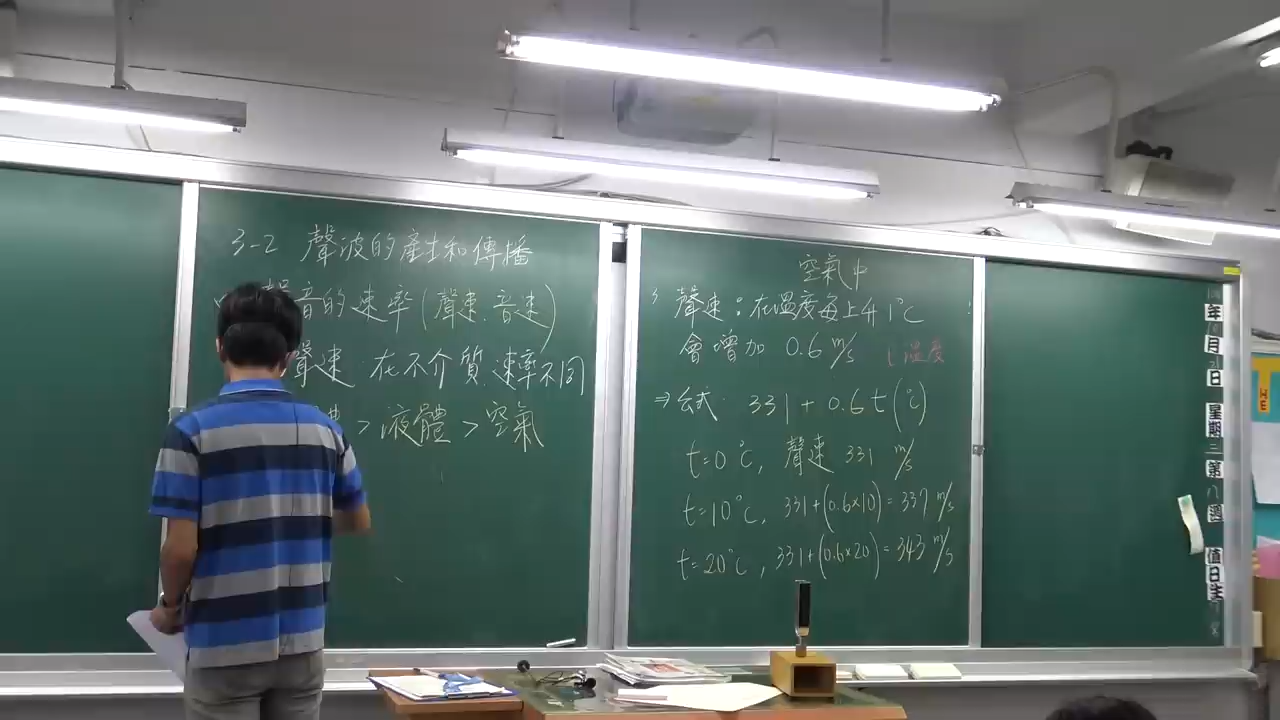 3-2 聲波的產生和傳播
音的速率(聲速.音速)
聲速 在不介質.速率不同
> 液體 > 空氣
空氣中
聲速:在溫度每上升1°C
會增加 0.6 m/s
溫度
⇒公式 331+0.6t(°C)
t=0°C, 聲速 331 m/s
t=10°C, 331+(0.6×10)=337 m/s
t=20°C, 331+(0.6×20)=343 m/s
年
月
日
星期三
第
八
週
值日生
HE